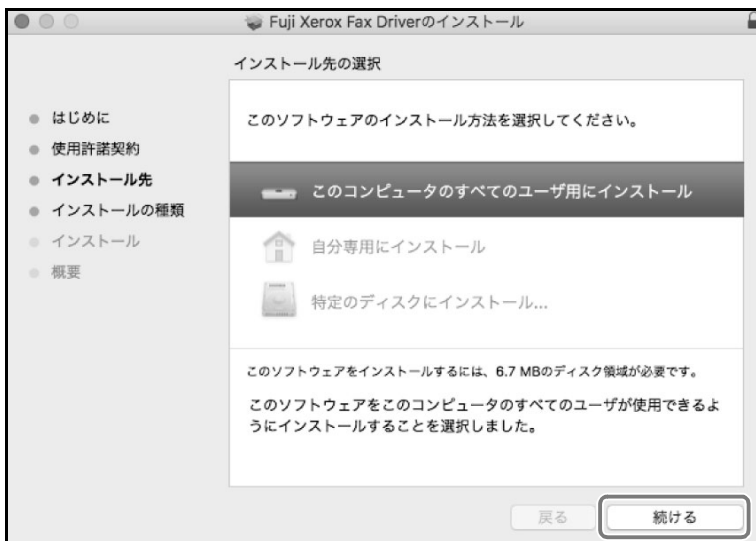 Fuji Xerox Fax Driverのインストール
インストール先の選択
はじめに
使用許諾契約
インストール先
インストールの種類
インストール
概要
このソフトウェアのインストール方法を選択してください。
このコンピュータのすべてのユーザ用にインストール
自分専用にインストール
特定のディスクにインストール...
このソフトウェアをインストールするには、6.7 MBのディスク領域が必要です。
このソフトウェアをこのコンピュータのすべてのユーザが使用できるよ
うにインストールすることを選択しました。
戻る
続ける